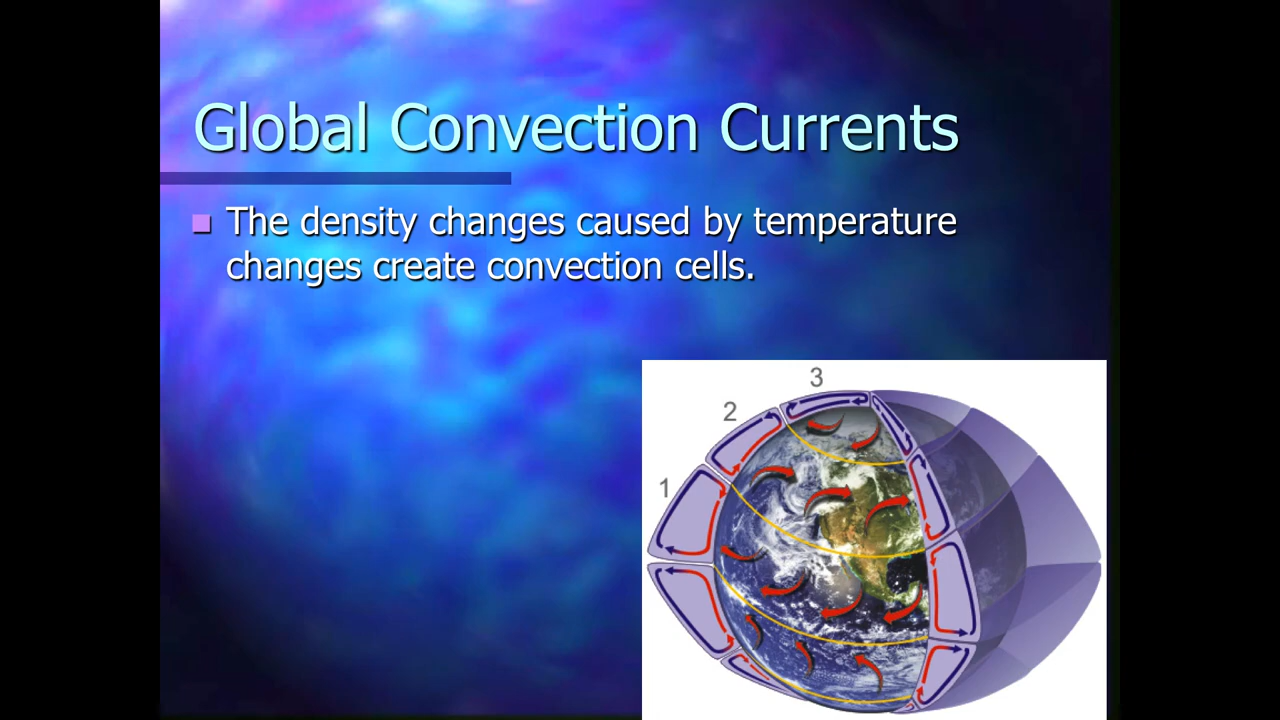 Global Convection Currents
The density changes caused by temperature
changes create convection cells.
3
2
1